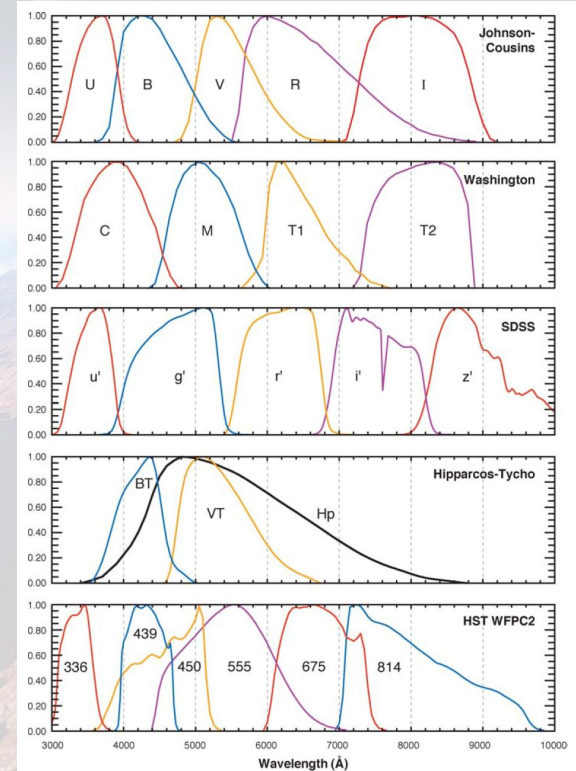 1.00
0.80
0.60
0.40
0.20
0.00
Johnson-
Cousins
U B V R I
1.00
0.80
0.60
0.40
0.20
0.00
Washington
C M T1 T2
1.00
0.80
0.60
0.40
0.20
0.00
SDSS
u' g' r' i' z'
1.00
0.80
0.60
0.40
0.20
0.00
Hipparcos-Tycho
BT VT Hp
1.00
0.80
0.60
0.40
0.20
0.00
HST WFPC2
336 439 450 555 675 814
3000 4000 5000 6000 7000 8000 9000 10000
Wavelength (Å)